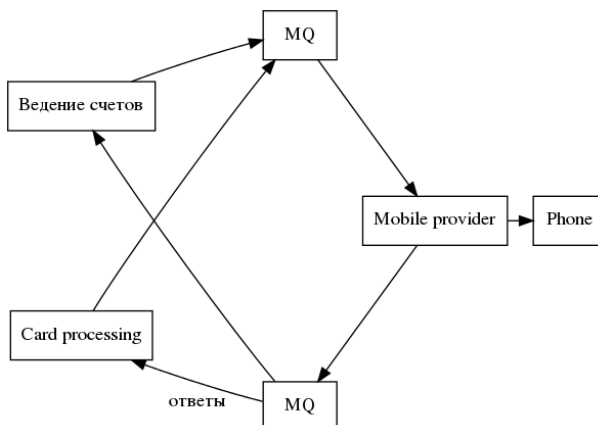 MQ
Ведение счетов
Mobile provider
Phone
Card processing
ответы
MQ